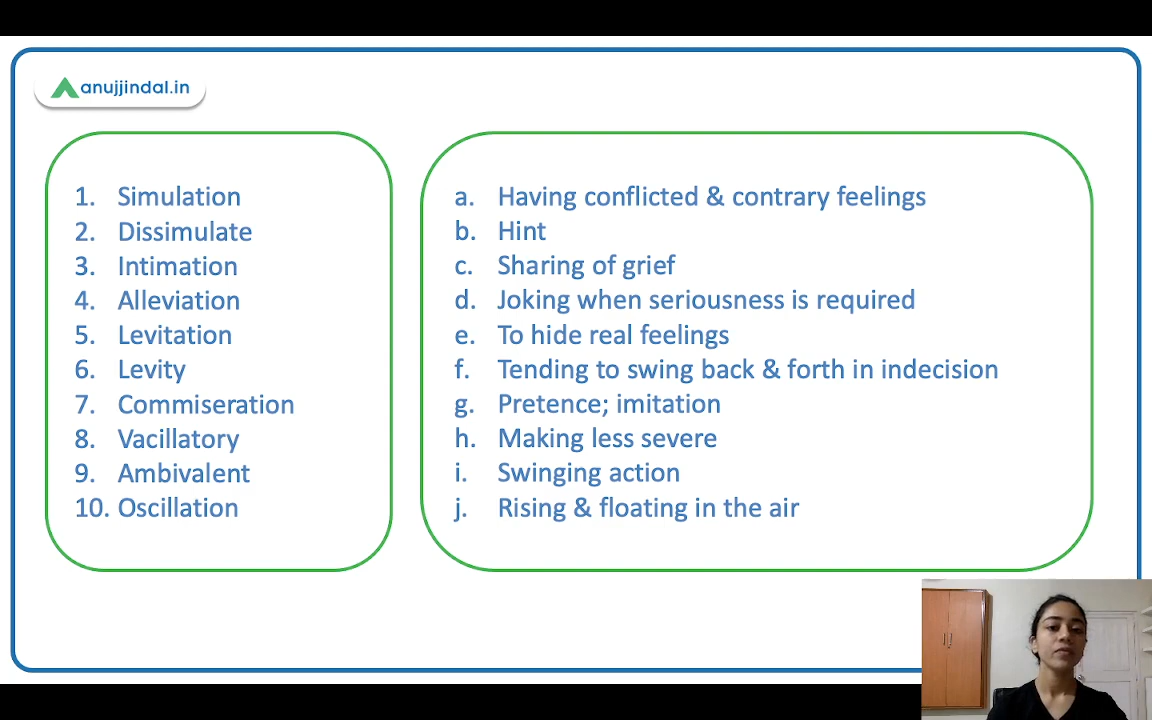 anujjindal.in
1. Simulation
2. Dissimulate
3. Intimation
4. Alleviation
5. Levitation
6. Levity
7. Commiseration
8. Vacillatory
9. Ambivalent
10. Oscillation
a. Having conflicted & contrary feelings
b. Hint
c. Sharing of grief
d. Joking when seriousness is required
e. To hide real feelings
f. Tending to swing back & forth in indecision
g. Pretence; imitation
h. Making less severe
i. Swinging action
j. Rising & floating in the air